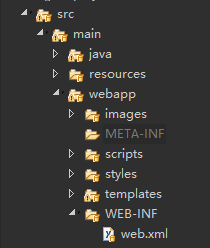 src
main
java
resources
webapp
images
META-INF
scripts
styles
templates
WEB-INF
web.xml